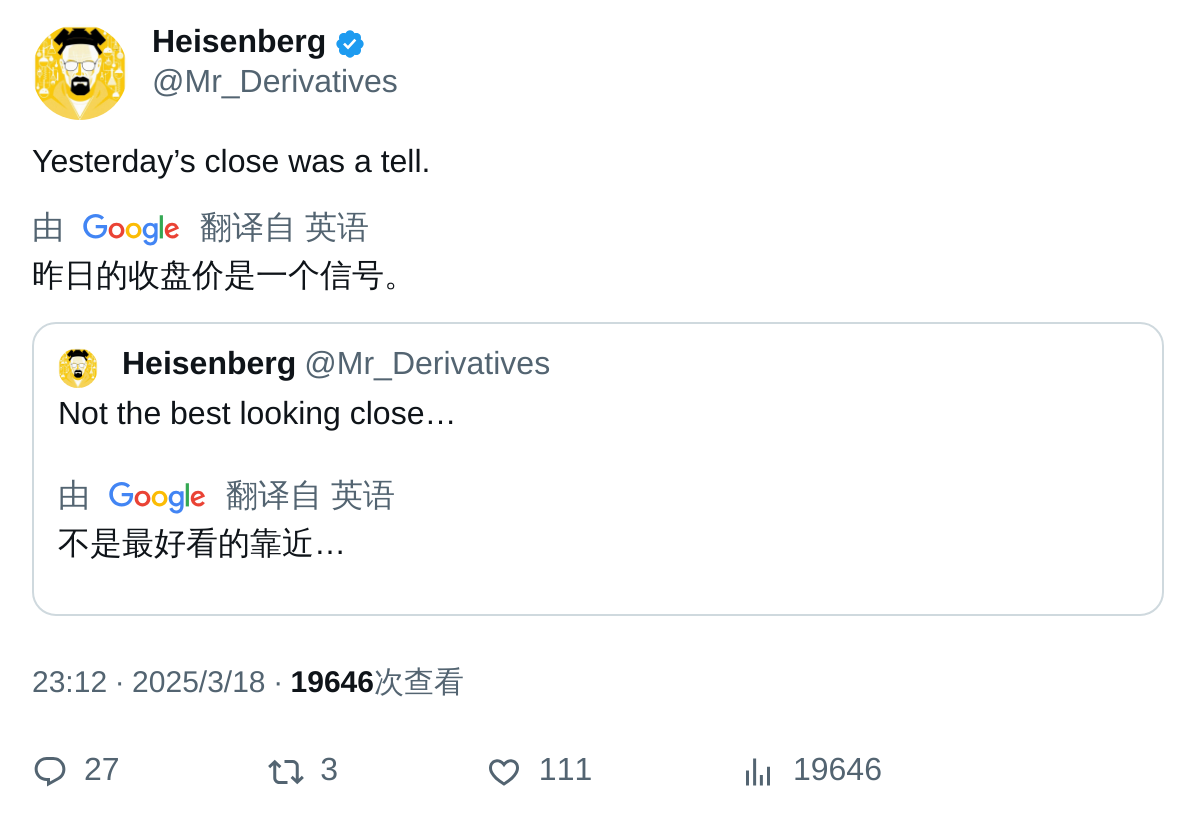 Heisenberg
@Mr_Derivatives
Yesterday’s close was a tell.
由 Google 翻译自 英语
昨日的收盘价是一个信号。
Heisenberg @Mr_Derivatives
Not the best looking close…
由 Google 翻译自 英语
不是最好看的靠近…
23:12 · 2025/3/18 · 19646次查看
27 3 111 19646